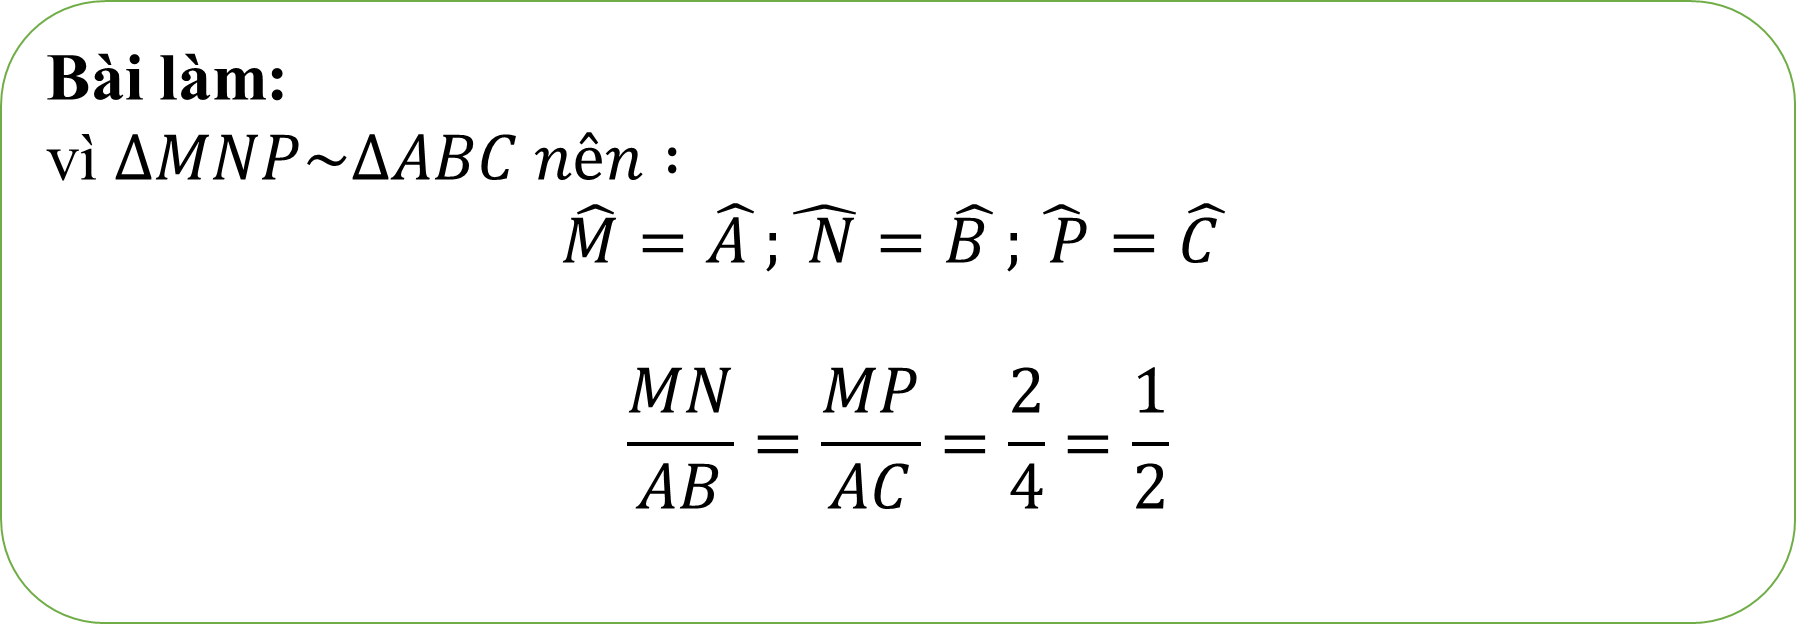 Bài làm:
vì ΔMNP~ΔABC nên :
M̂ = Â ; N̂ = B̂ ; P̂ = Ĉ
MN/AB = MP/AC = 2/4 = 1/2